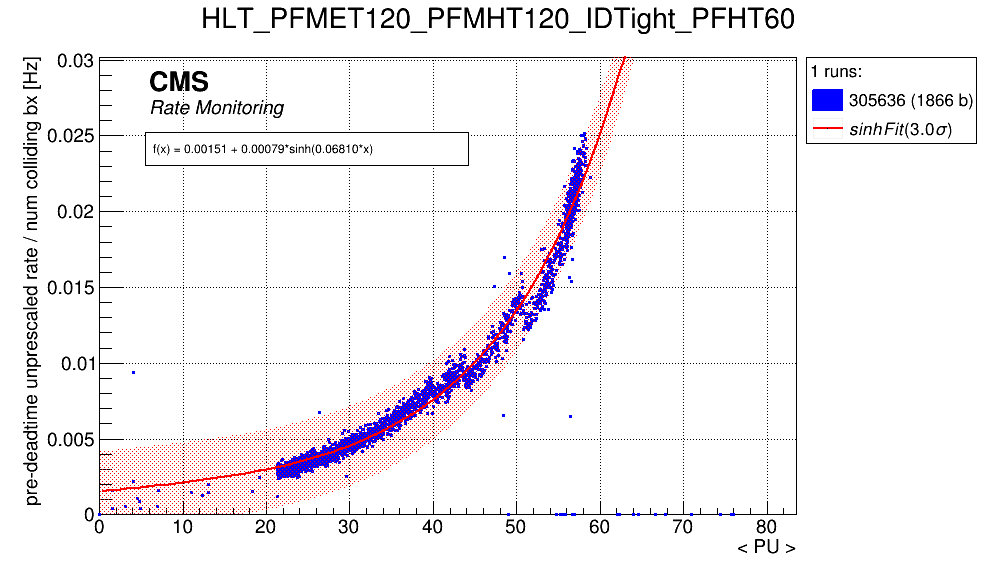 HLT_PFMET120_PFMHT120_IDTight_PFHT60
pre-deadtime unprescaled rate / num colliding bx [Hz]
0.03
0.025
0.02
0.015
0.01
0.005
0
CMS
Rate Monitoring
f(x) = 0.00151 + 0.00079*sinh(0.06810*x)
1 runs:
305636 (1866 b)
sinhFit(3.0σ)
0 10 20 30 40 50 60 70 80
< PU >